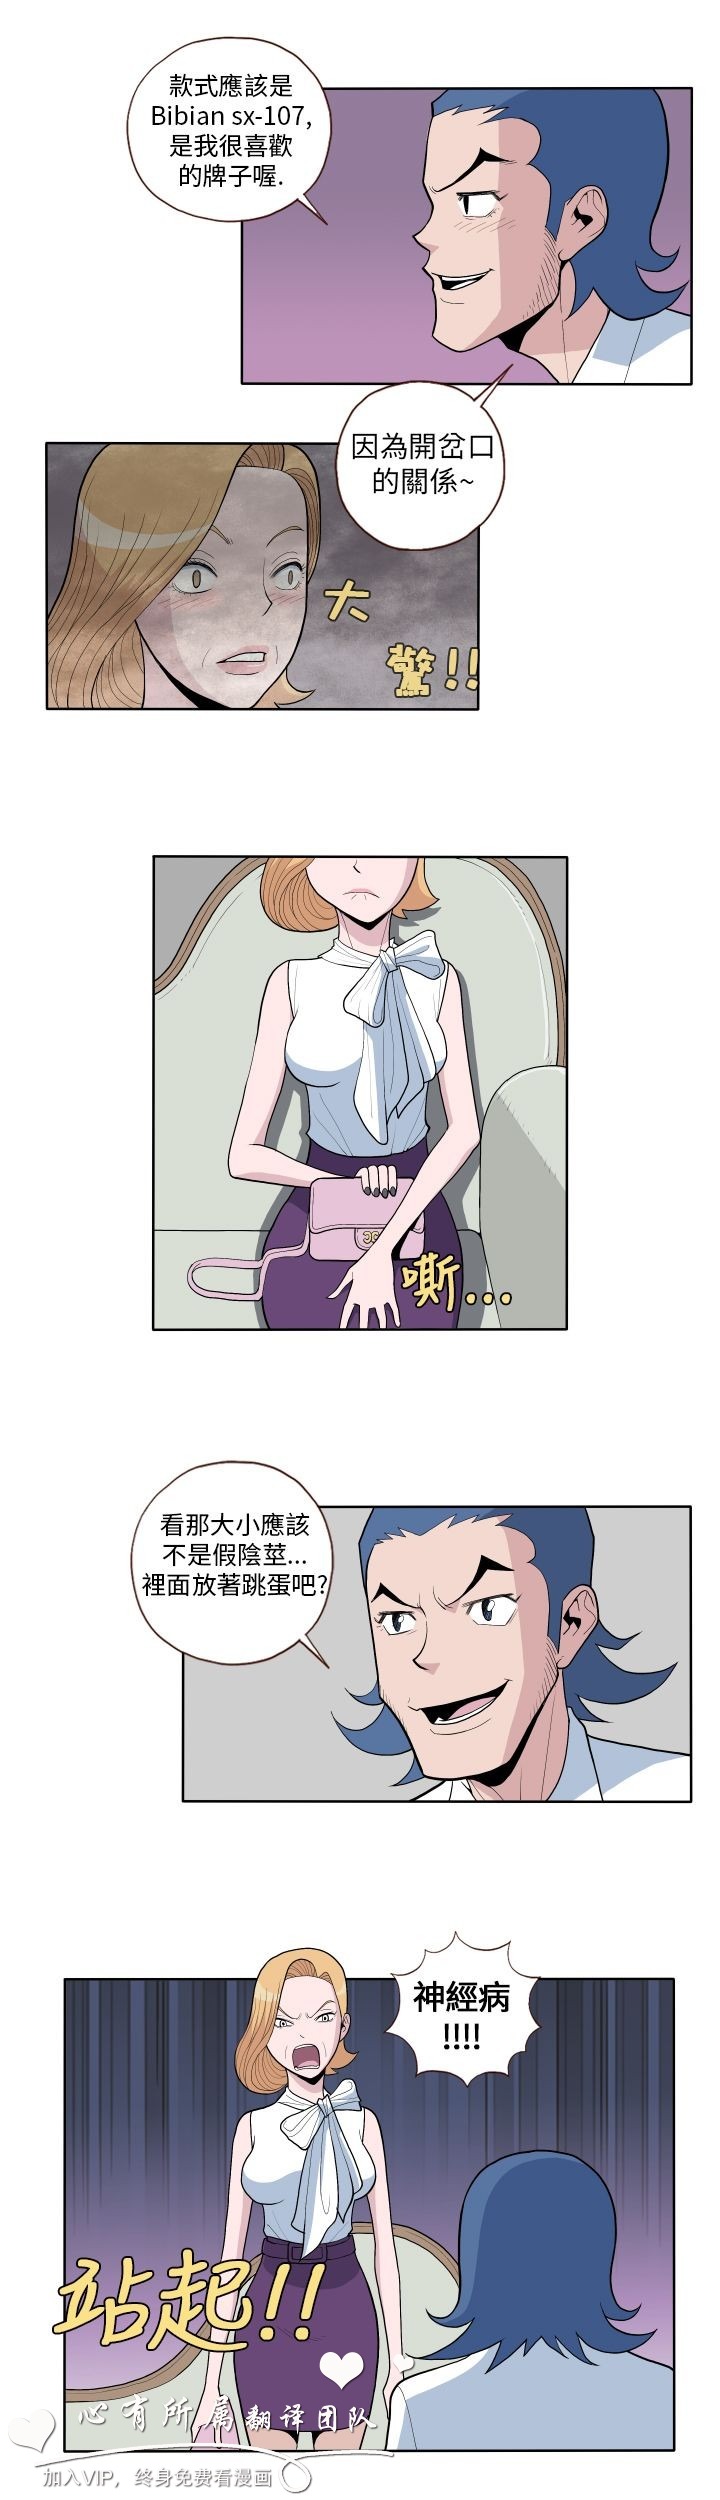 款式應該是
Bibian sx-107,
是我很喜歡
的牌子喔.
因為開岔口
的關係~
大
驚!!
嘶...
看那大小應該
不是假陰莖...
裡面放著跳蛋吧?
神經病
!!!!
站起!!
心有所属翻译团队
加入VIP，终身免费看漫画